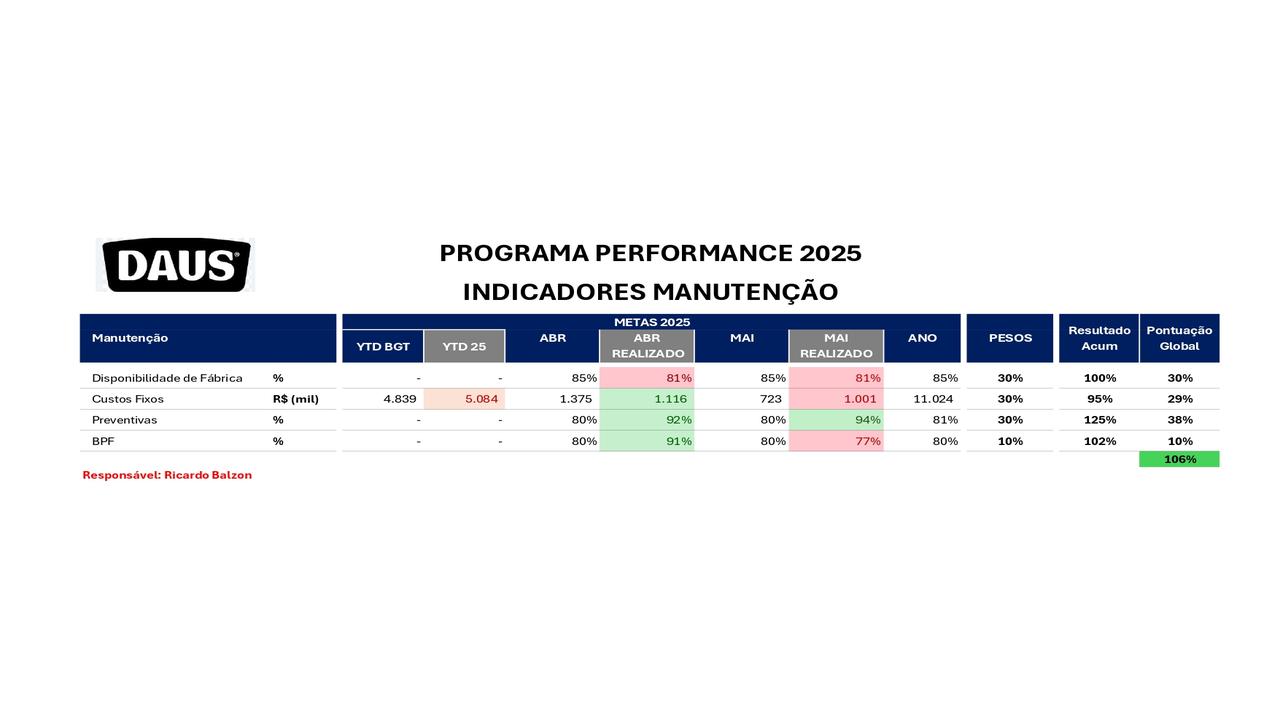 DAUS®
PROGRAMA PERFORMANCE 2025
INDICADORES MANUTENÇÃO
Manutenção METAS 2025 YTD BGT YTD 25 ABR ABR REALIZADO MAI MAI REALIZADO ANO PESOS Resultado Acum Pontuação Global
Disponibilidade de Fábrica % - - 85% 81% 85% 81% 85% 30% 100% 30%
Custos Fixos R$ (mil) 4.839 5.084 1.375 1.116 723 1.001 11.024 30% 95% 29%
Preventivas % - - 80% 92% 80% 94% 81% 30% 125% 38%
BPF % - - 80% 91% 80% 77% 80% 10% 102% 10%
106%
Responsável: Ricardo Balzon